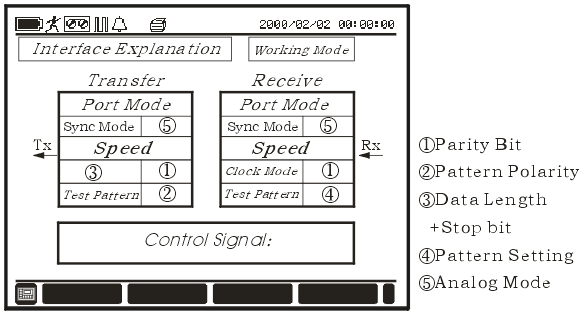 2000/02/02 00:00:00
Interface Explanation
Working Mode
Transfer
Receive
Port Mode
Port Mode
Sync Mode ⑤
Sync Mode ⑤
Tx
Speed
Speed
Rx
③ ①
Clock Mode ①
Test Pattern ②
Test Pattern ④
Control Signal:
①Parity Bit
②Pattern Polarity
③Data Length
+Stop bit
④Pattern Setting
⑤Analog Mode